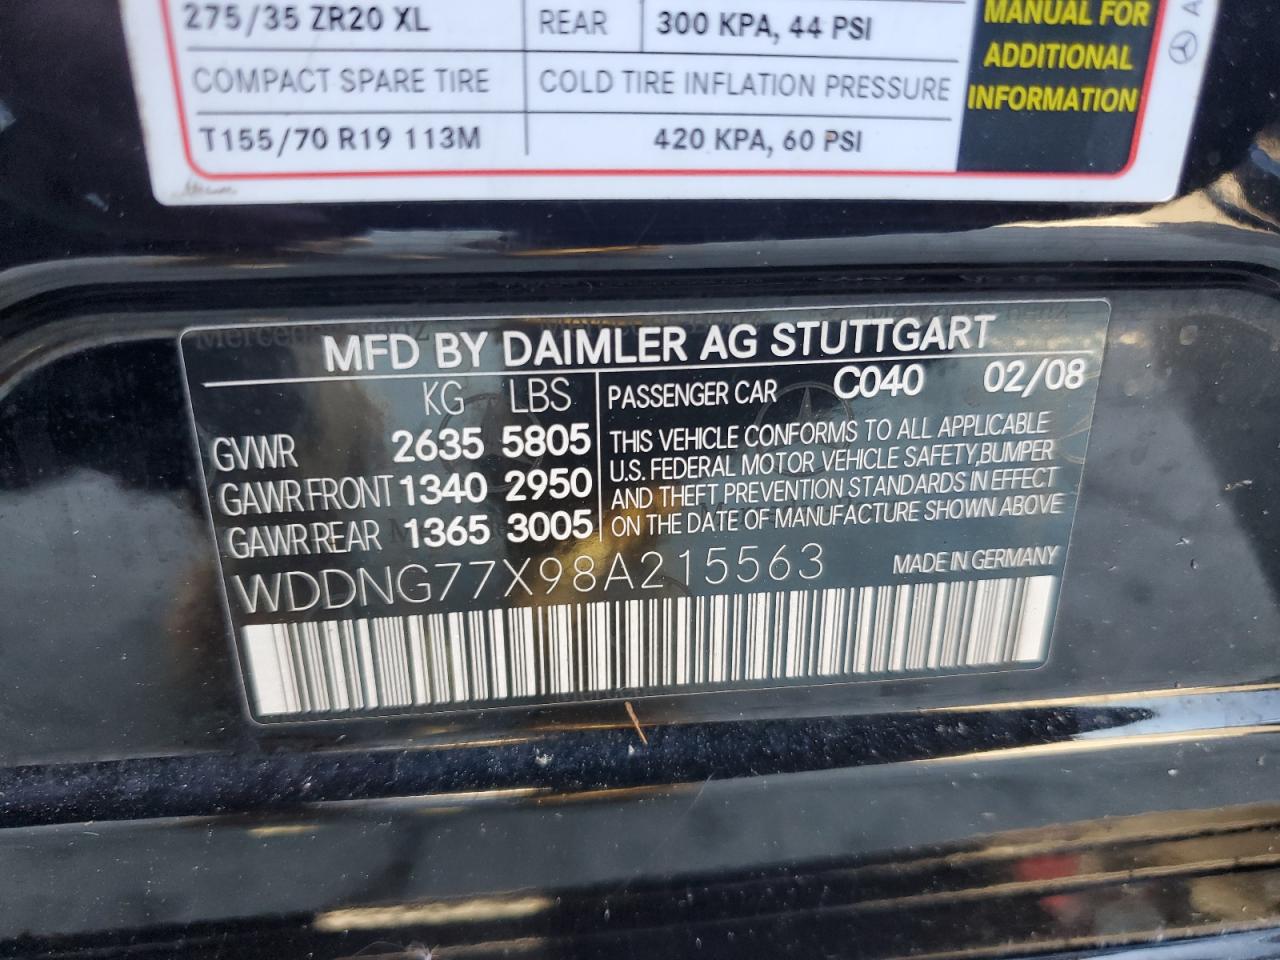 275/35 ZR20 XL REAR 300 KPA, 44 PSI
COMPACT SPARE TIRE COLD TIRE INFLATION PRESSURE
T155/70 R19 113M 420 KPA, 60 PSI
MANUAL FOR
ADDITIONAL
INFORMATION
A
MFD BY DAIMLER AG STUTTGART
KG LBS
GVWR 2635 5805
GAWR FRONT 1340 2950
GAWR REAR 1365 3005
PASSENGER CAR C040 02/08
THIS VEHICLE CONFORMS TO ALL APPLICABLE
U.S. FEDERAL MOTOR VEHICLE SAFETY,BUMPER
AND THEFT PREVENTION STANDARDS IN EFFECT
ON THE DATE OF MANUFACTURE SHOWN ABOVE
WDDNG77X98A215563 MADE IN GERMANY